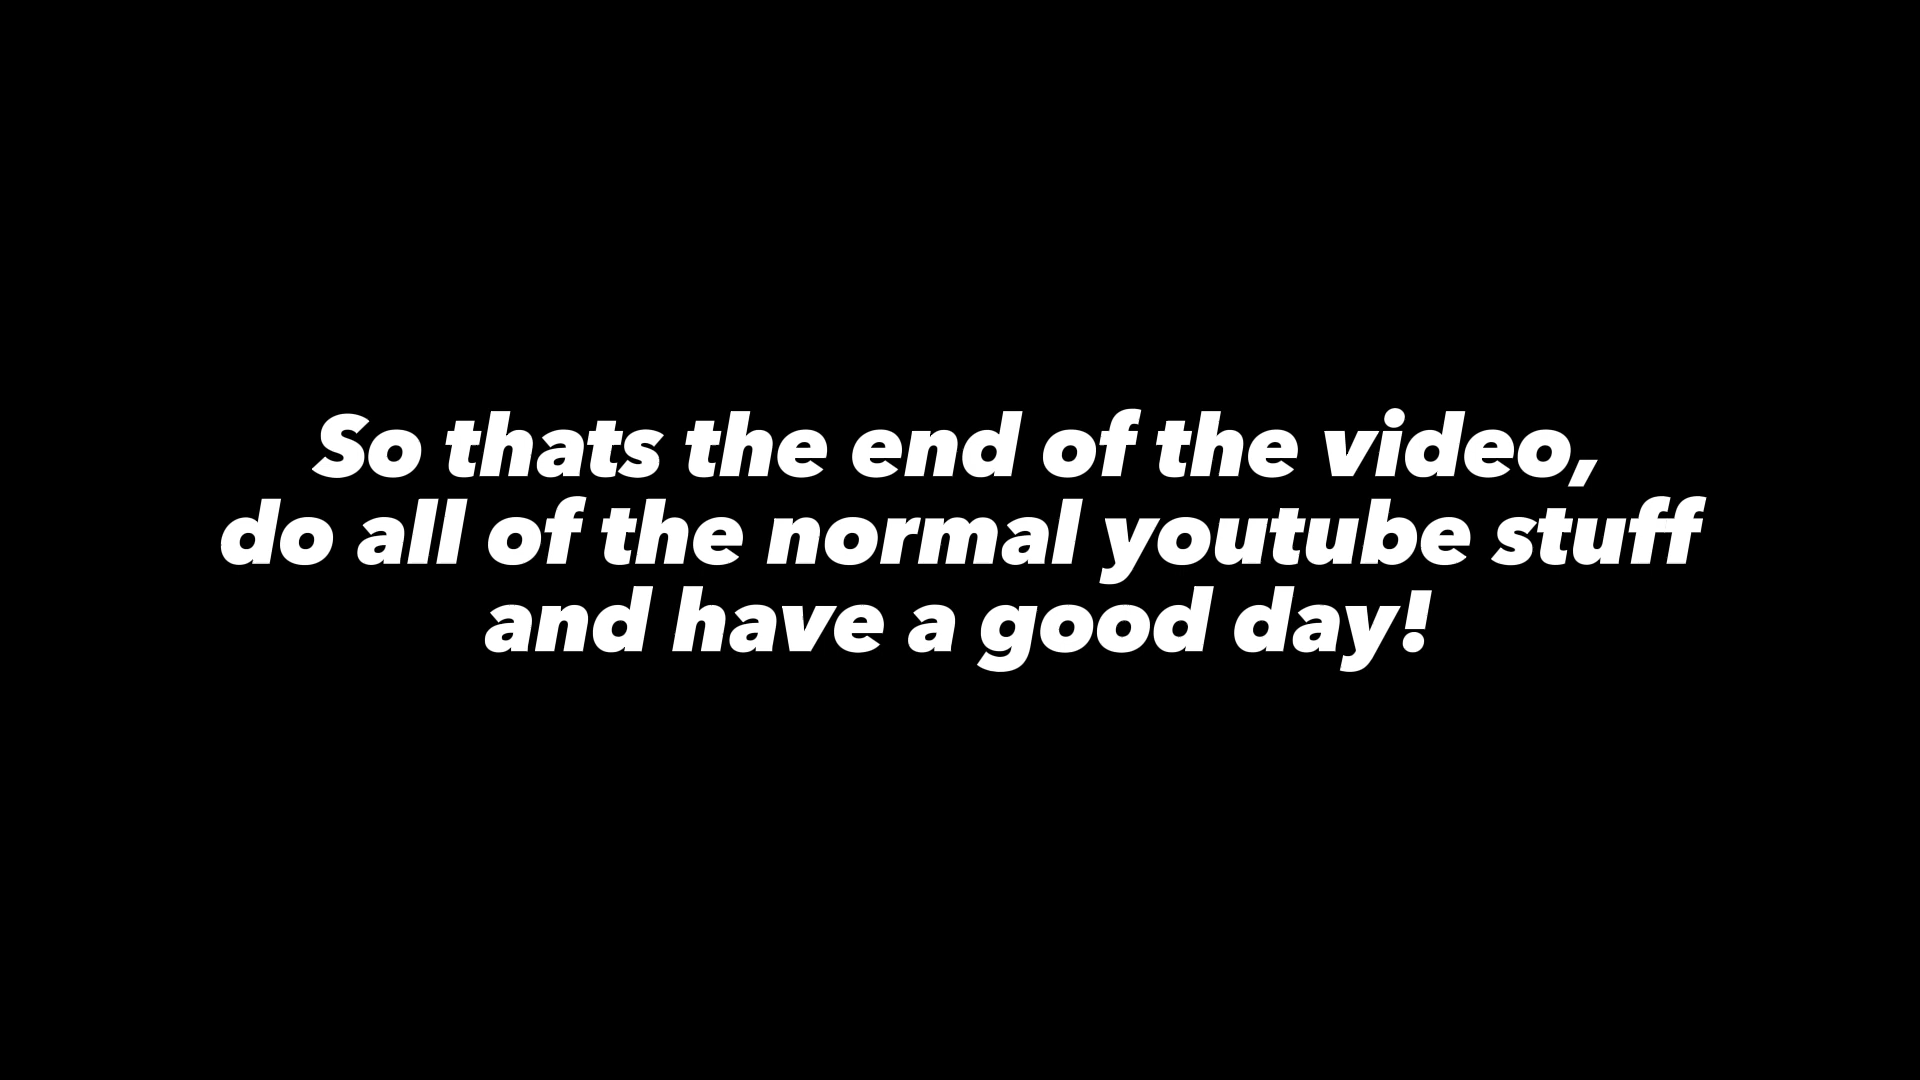 So thats the end of the video,
do all of the normal youtube stuff
and have a good day!